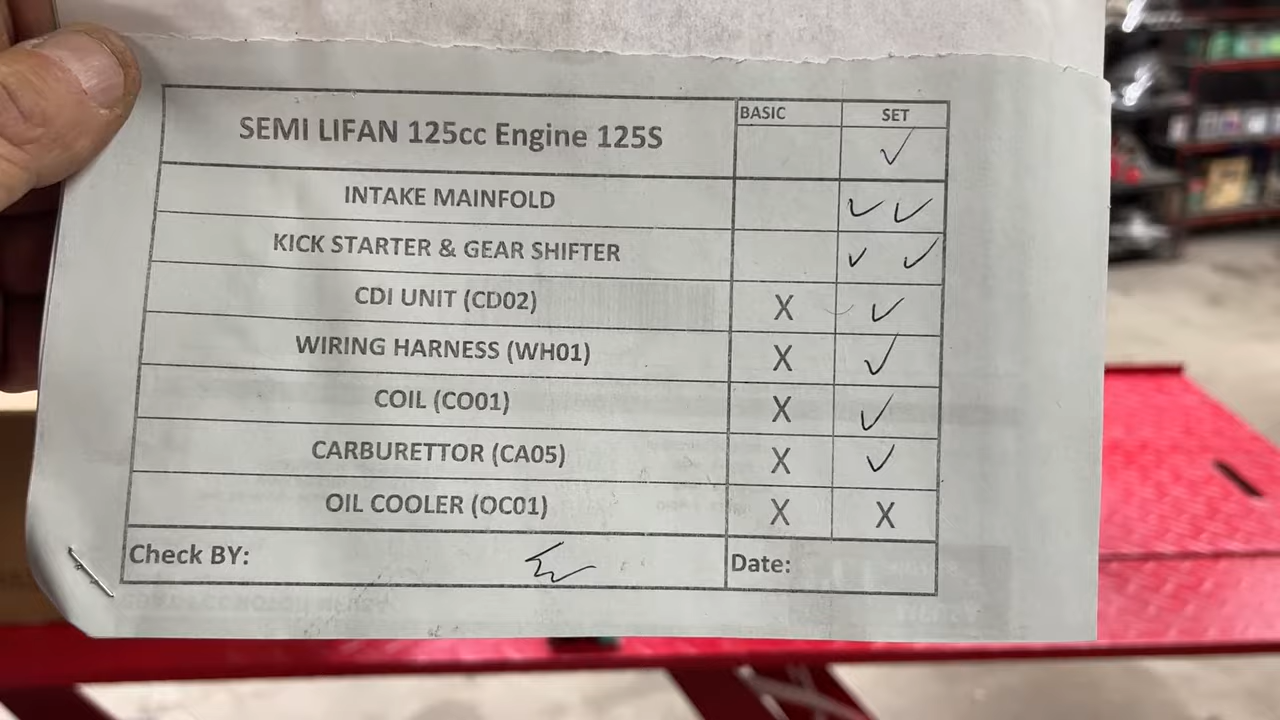 BASIC SET
SEMI LIFAN 125cc Engine 125S ✓
INTAKE MAINFOLD ✓ ✓
KICK STARTER & GEAR SHIFTER ✓ ✓
CDI UNIT (CD02) X ✓
WIRING HARNESS (WH01) X ✓
COIL (CO01) X ✓
CARBURETTOR (CA05) X ✓
OIL COOLER (OC01) X X
Check BY: Date: